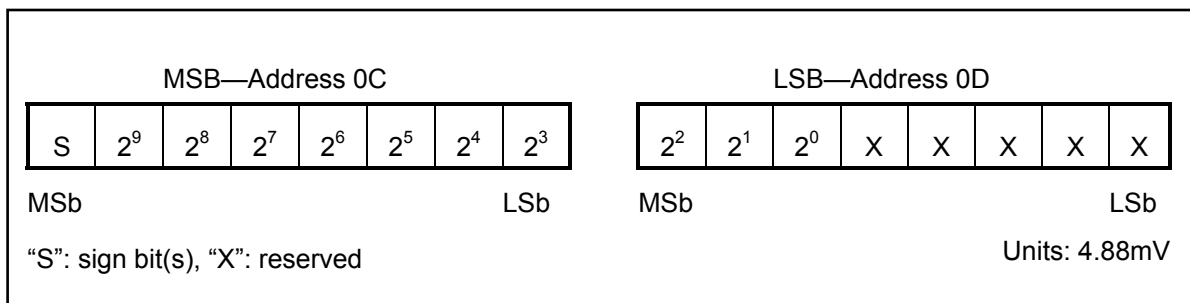 MSB—Address 0C LSB—Address 0D
S 2⁹ 2⁸ 2⁷ 2⁶ 2⁵ 2⁴ 2³ 2² 2¹ 2⁰ X X X X X
MSb LSb MSb LSb
“S”: sign bit(s), “X”: reserved Units: 4.88mV